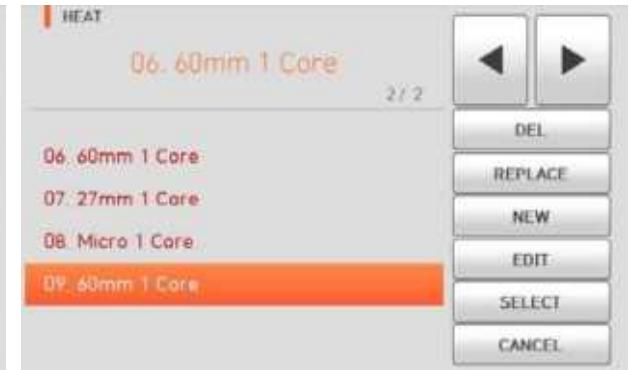 HEAT
06. 60mm 1 Core
2/ 2
06. 60mm 1 Core
07. 27mm 1 Core
08. Micro 1 Core
09. 60mm 1 Core
DEL
REPLACE
NEW
EDIT
SELECT
CANCEL